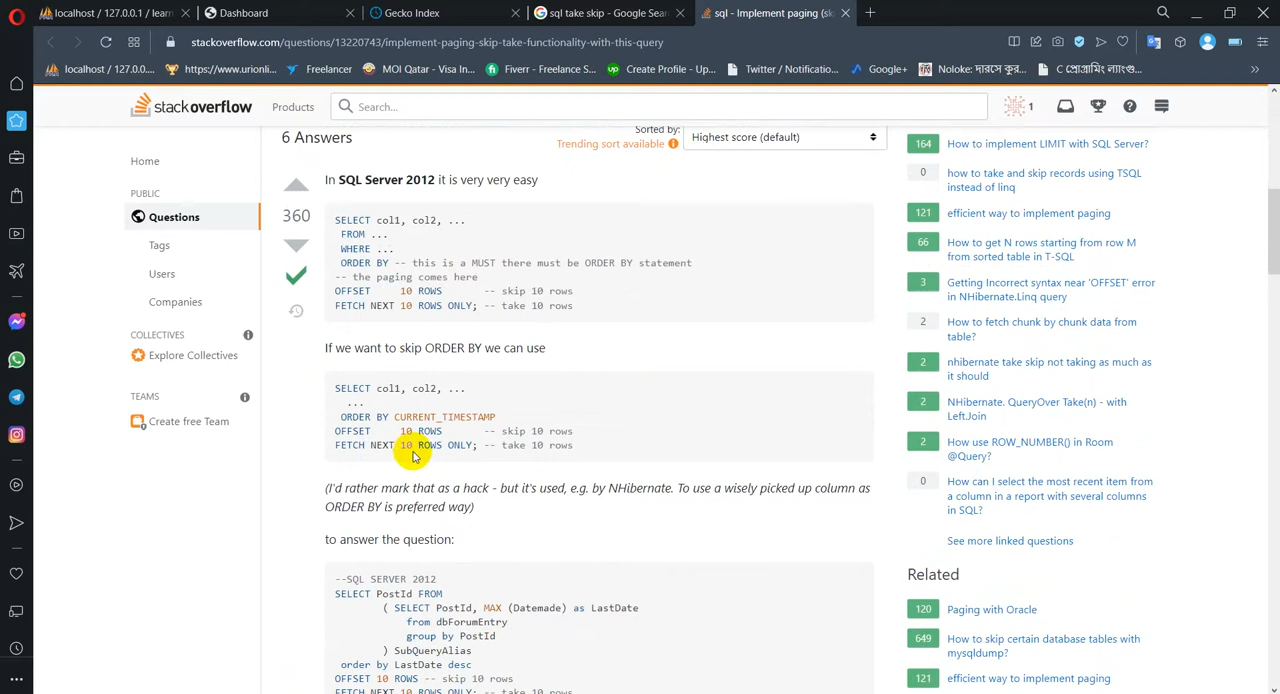 localhost / 127.0.0.1 / learn
Dashboard
Gecko Index
sql take skip - Google Sear
sql - Implement paging (sk
stackoverflow.com/questions/13220743/implement-paging-skip-take-functionality-with-this-query
localhost / 127.0.0....
https://www.urionli...
Freelancer
MOI Qatar - Visa In...
Fiverr - Freelance S...
Create Profile - Up...
Twitter / Notificatio...
Google+
Noloke: দারসে কুর...
C প্রোগ্রামিং ল্যাংগু...
stackoverflow
Products
Search...
1
Home
PUBLIC
Questions
Tags
Users
Companies
COLLECTIVES
Explore Collectives
TEAMS
Create free Team
6 Answers
Sorted by:
Trending sort available
Highest score (default)
360
In SQL Server 2012 it is very very easy
SELECT col1, col2, ...
FROM ...
WHERE ...
ORDER BY -- this is a MUST there must be ORDER BY statement
-- the paging comes here
OFFSET 10 ROWS -- skip 10 rows
FETCH NEXT 10 ROWS ONLY; -- take 10 rows
If we want to skip ORDER BY we can use
SELECT col1, col2, ...
...
ORDER BY CURRENT_TIMESTAMP
OFFSET 10 ROWS -- skip 10 rows
FETCH NEXT 10 ROWS ONLY; -- take 10 rows
(I'd rather mark that as a hack - but it's used, e.g. by NHibernate. To use a wisely picked up column as
ORDER BY is preferred way)
to answer the question:
--SQL SERVER 2012
SELECT PostId FROM
( SELECT PostId, MAX (Datemade) as LastDate
from dbForumEntry
group by PostId
) SubQueryAlias
order by LastDate desc
OFFSET 10 ROWS -- skip 10 rows
FETCH NEXT 10 ROWS ONLY; -- take 10 rows
164 How to implement LIMIT with SQL Server?
0 how to take and skip records using TSQL
instead of linq
121 efficient way to implement paging
66 How to get N rows starting from row M
from sorted table in T-SQL
3 Getting Incorrect syntax near 'OFFSET' error
in NHibernate.Linq query
2 How to fetch chunk by chunk data from
table?
2 nhibernate take skip not taking as much as
it should
2 NHibernate. QueryOver Take(n) - with
Left.Join
2 How use ROW_NUMBER() in Room
@Query?
0 How can I select the most recent item from
a column in a report with several columns
in SQL?
See more linked questions
Related
120 Paging with Oracle
649 How to skip certain database tables with
mysqldump?
121 efficient way to implement paging